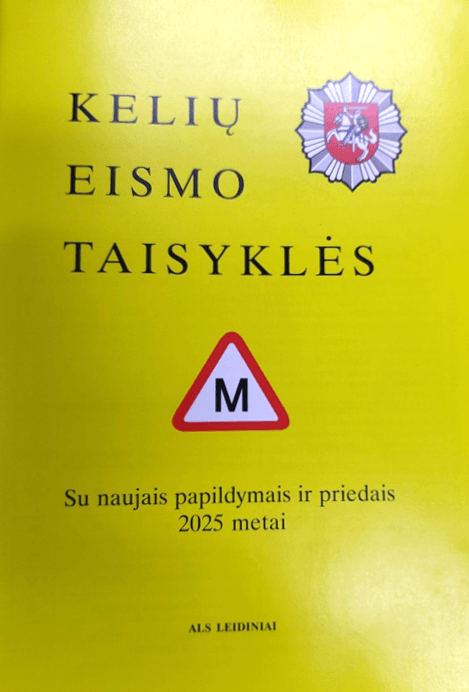 KELIŲ
EISMO
TAISYKLĖS
M
Su naujais papildymais ir priedais
2025 metai
ALS LEIDINIAI